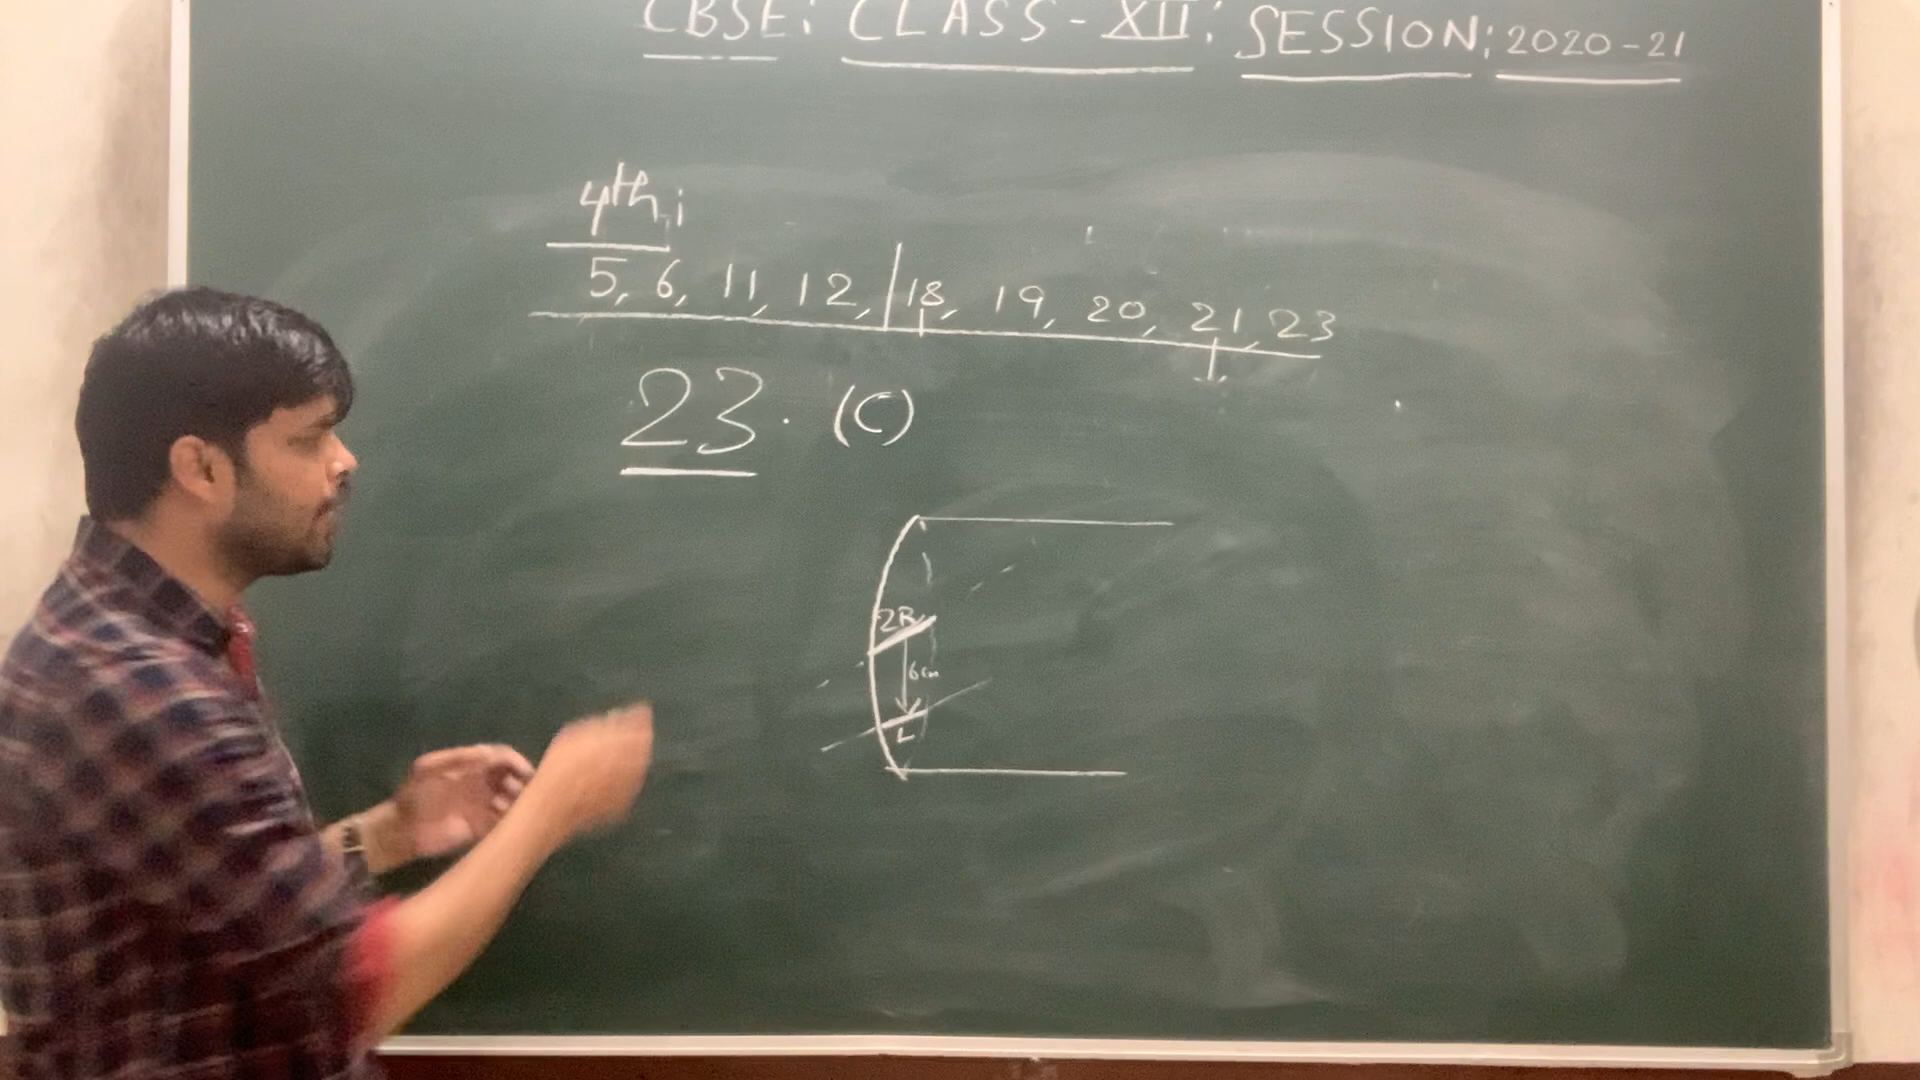 CBSE: CLASS-XII: SESSION: 2020-21
4th:
5, 6, 11, 12, | 18, 19, 20, 21, 23
23. (C)
2R
6cm
L